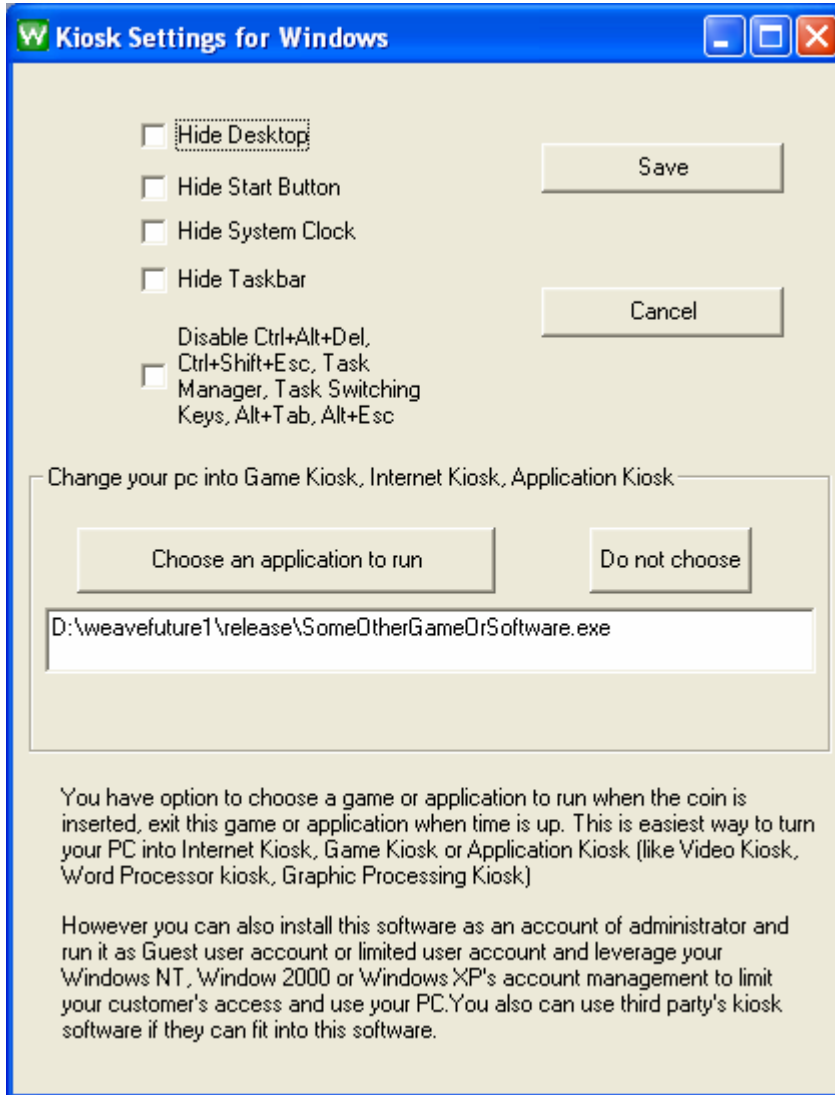 W Kiosk Settings for Windows
Hide Desktop
Hide Start Button
Hide System Clock
Hide Taskbar
Disable Ctrl+Alt+Del,
Ctrl+Shift+Esc, Task
Manager, Task Switching
Keys, Alt+Tab, Alt+Esc
Save
Cancel
Change your pc into Game Kiosk, Internet Kiosk, Application Kiosk
Choose an application to run
Do not choose
D:\weavefuture1\release\SomeOtherGameOrSoftware.exe
You have option to choose a game or application to run when the coin is
inserted, exit this game or application when time is up. This is easiest way to turn
your PC into Internet Kiosk, Game Kiosk or Application Kiosk (like Video Kiosk,
Word Processor kiosk, Graphic Processing Kiosk)
However you can also install this software as an account of administrator and
run it as Guest user account or limited user account and leverage your
Windows NT, Window 2000 or Windows XP's account management to limit
your customer's access and use your PC.You also can use third party's kiosk
software if they can fit into this software.